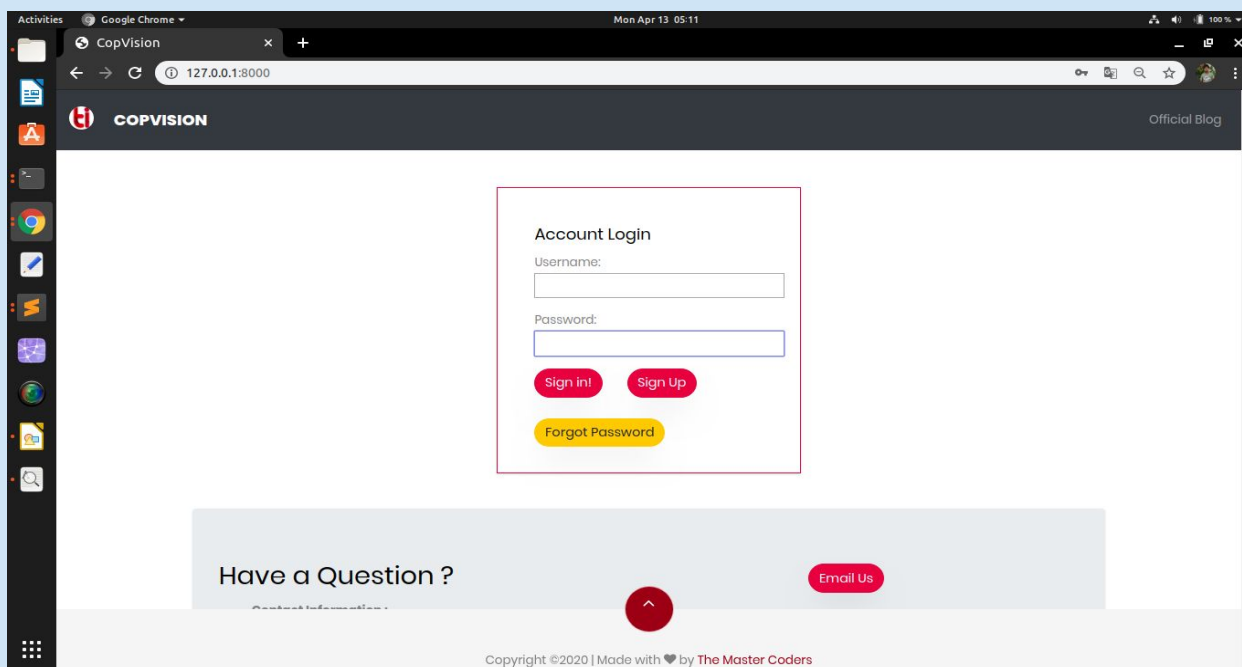 Activities Google Chrome Mon Apr 13 05:11 100 %
CopVision
127.0.0.1:8000
COPVISION Official Blog
Account Login
Username:
Password:
Sign in! Sign Up
Forgot Password
Have a Question ? Email Us
Contact Information :
Copyright ©2020 | Made with ❤ by The Master Coders